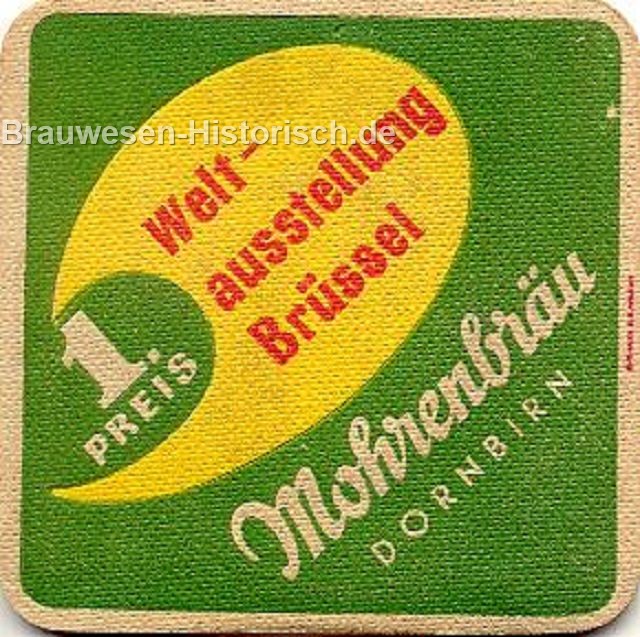 Brauwesen-Historisch.de
Welt-
ausstellung
Brüssel
1.
PREIS
Mohrenbräu
DORNBIRN